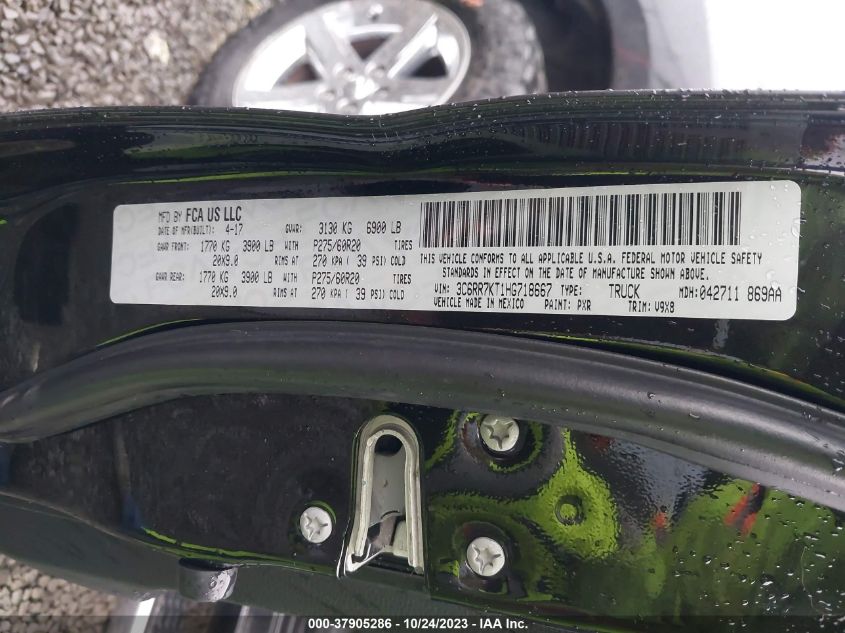 MFD BY FCA US LLC
DATE OF MFR(BUILT): 4-17 GVWR: 3130 KG 6900 LB
GAWR FRONT: 1770 KG 3900 LB WITH P275/60R20 TIRES
20X9.0 RIMS AT 270 KPA ( 39 PSI) COLD
GAWR REAR: 1770 KG 3900 LB WITH P275/60R20 TIRES
20X9.0 RIMS AT 270 KPA ( 39 PSI) COLD
THIS VEHICLE CONFORMS TO ALL APPLICABLE U.S.A. FEDERAL MOTOR VEHICLE SAFETY
STANDARDS IN EFFECT ON THE DATE OF MANUFACTURE SHOWN ABOVE.
VIN: 3C6RR7KT1HG718667 TYPE: TRUCK MDH: 042711 869AA
MADE IN MEXICO PAINT: PXR TRIM: V9X8
000-37905286 - 10/24/2023 - IAA Inc.